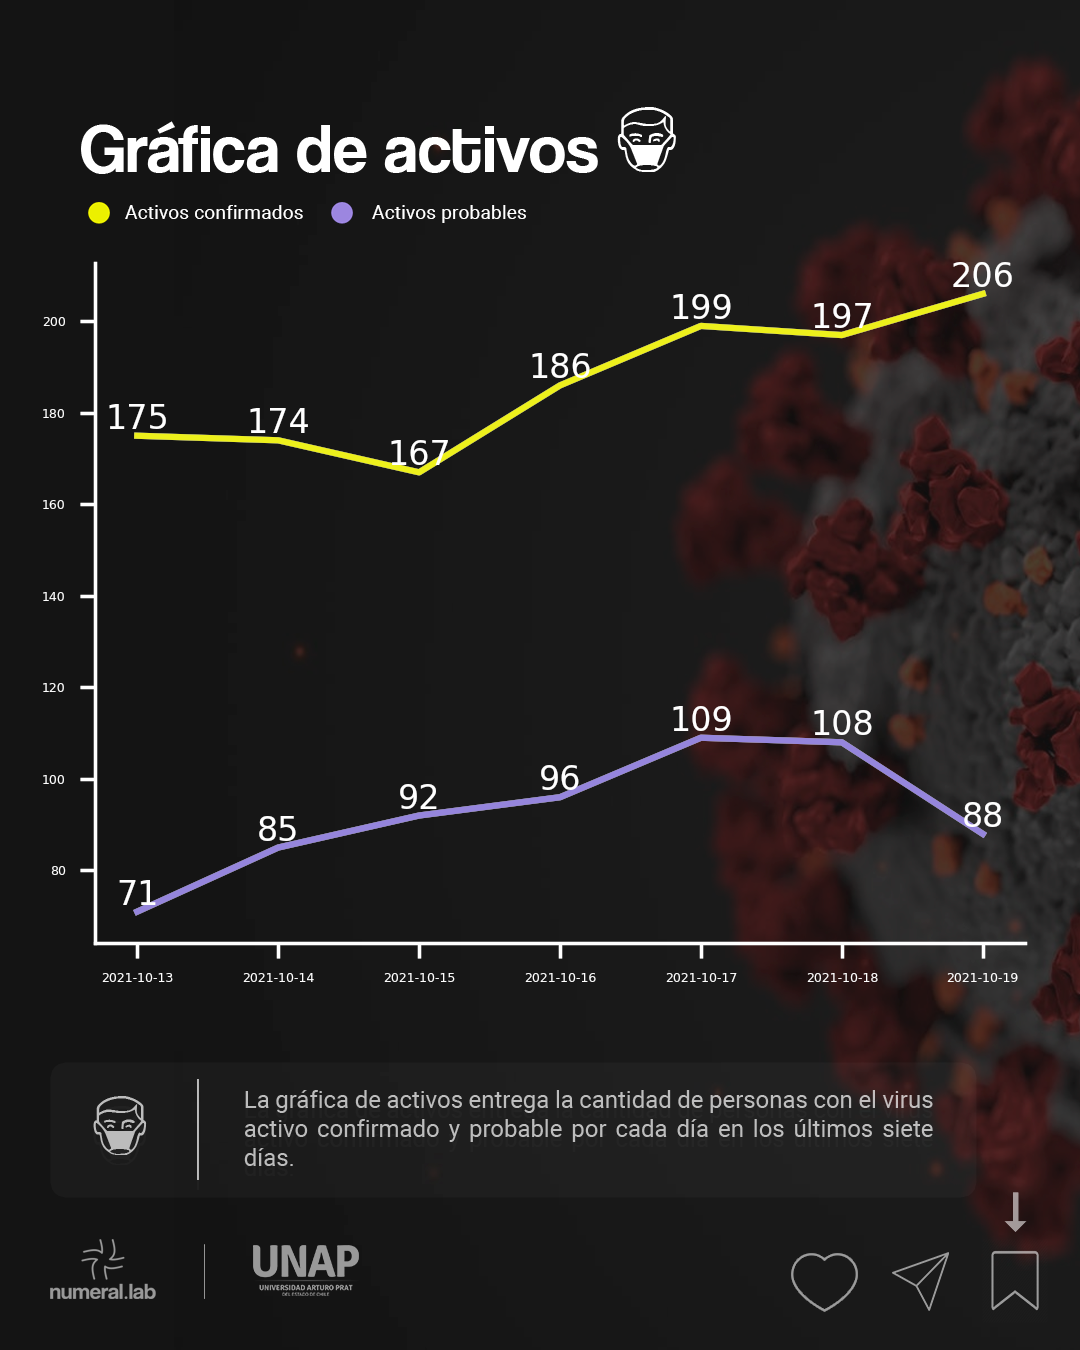 Gráfica de activos
Activos confirmados Activos probables
206
199
197
200
186
180
175
174
167
160
140
120
109
108
100
96
92
88
85
80
71
2021-10-13 2021-10-14 2021-10-15 2021-10-16 2021-10-17 2021-10-18 2021-10-19
La gráfica de activos entrega la cantidad de personas con el virus
activo confirmado y probable por cada día en los últimos siete
días.
numeral.lab
UNAP
UNIVERSIDAD ARTURO PRAT
DEL ESTADO DE CHILE